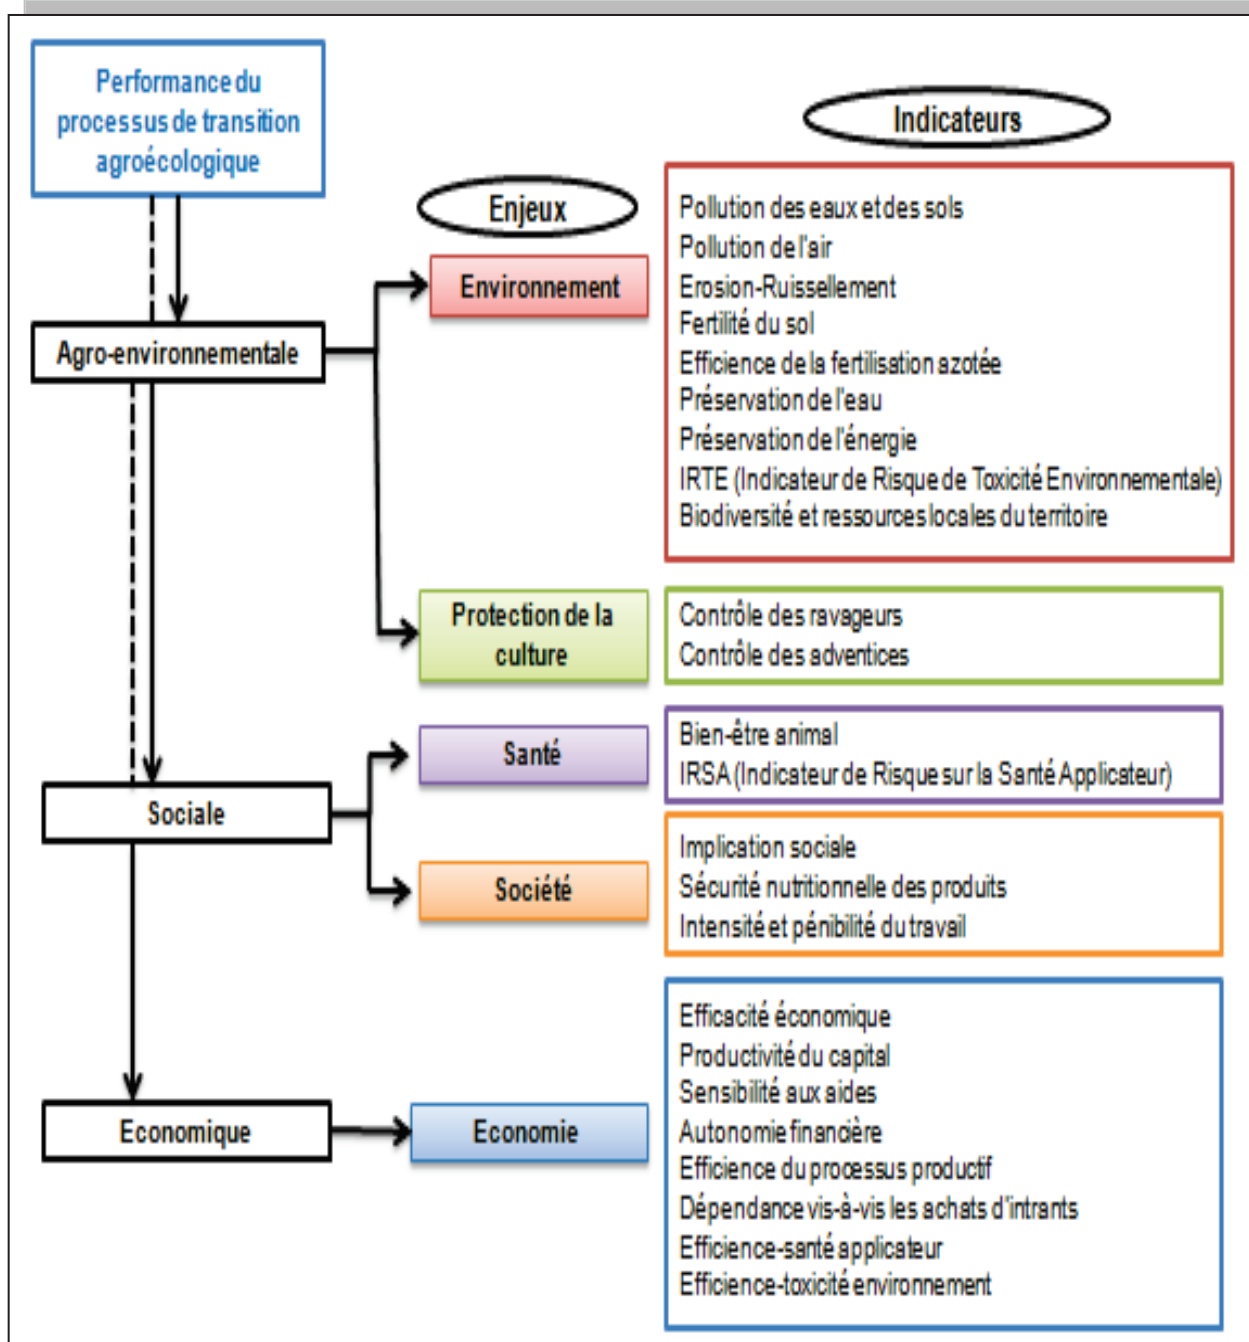 Performance du
processus de transition
agroécologique
Indicateurs
Enjeux
Agro-environnementale
Environnement
Pollution des eaux et des sols
Pollution de l'air
Erosion-Ruissellement
Fertilité du sol
Efficience de la fertilisation azotée
Préservation de l'eau
Préservation de l'énergie
IRTE (Indicateur de Risque de Toxicité Environnementale)
Biodiversité et ressources locales du territoire
Protection de la
culture
Contrôle des ravageurs
Contrôle des adventices
Sociale
Santé
Bien-être animal
IRSA (Indicateur de Risque sur la Santé Applicateur)
Société
Implication sociale
Sécurité nutritionnelle des produits
Intensité et pénibilité du travail
Economique
Economie
Efficacité économique
Productivité du capital
Sensibilité aux aides
Autonomie financière
Efficience du processus productif
Dépendance vis-à-vis les achats d'intrants
Efficience-santé applicateur
Efficience-toxicité environnement